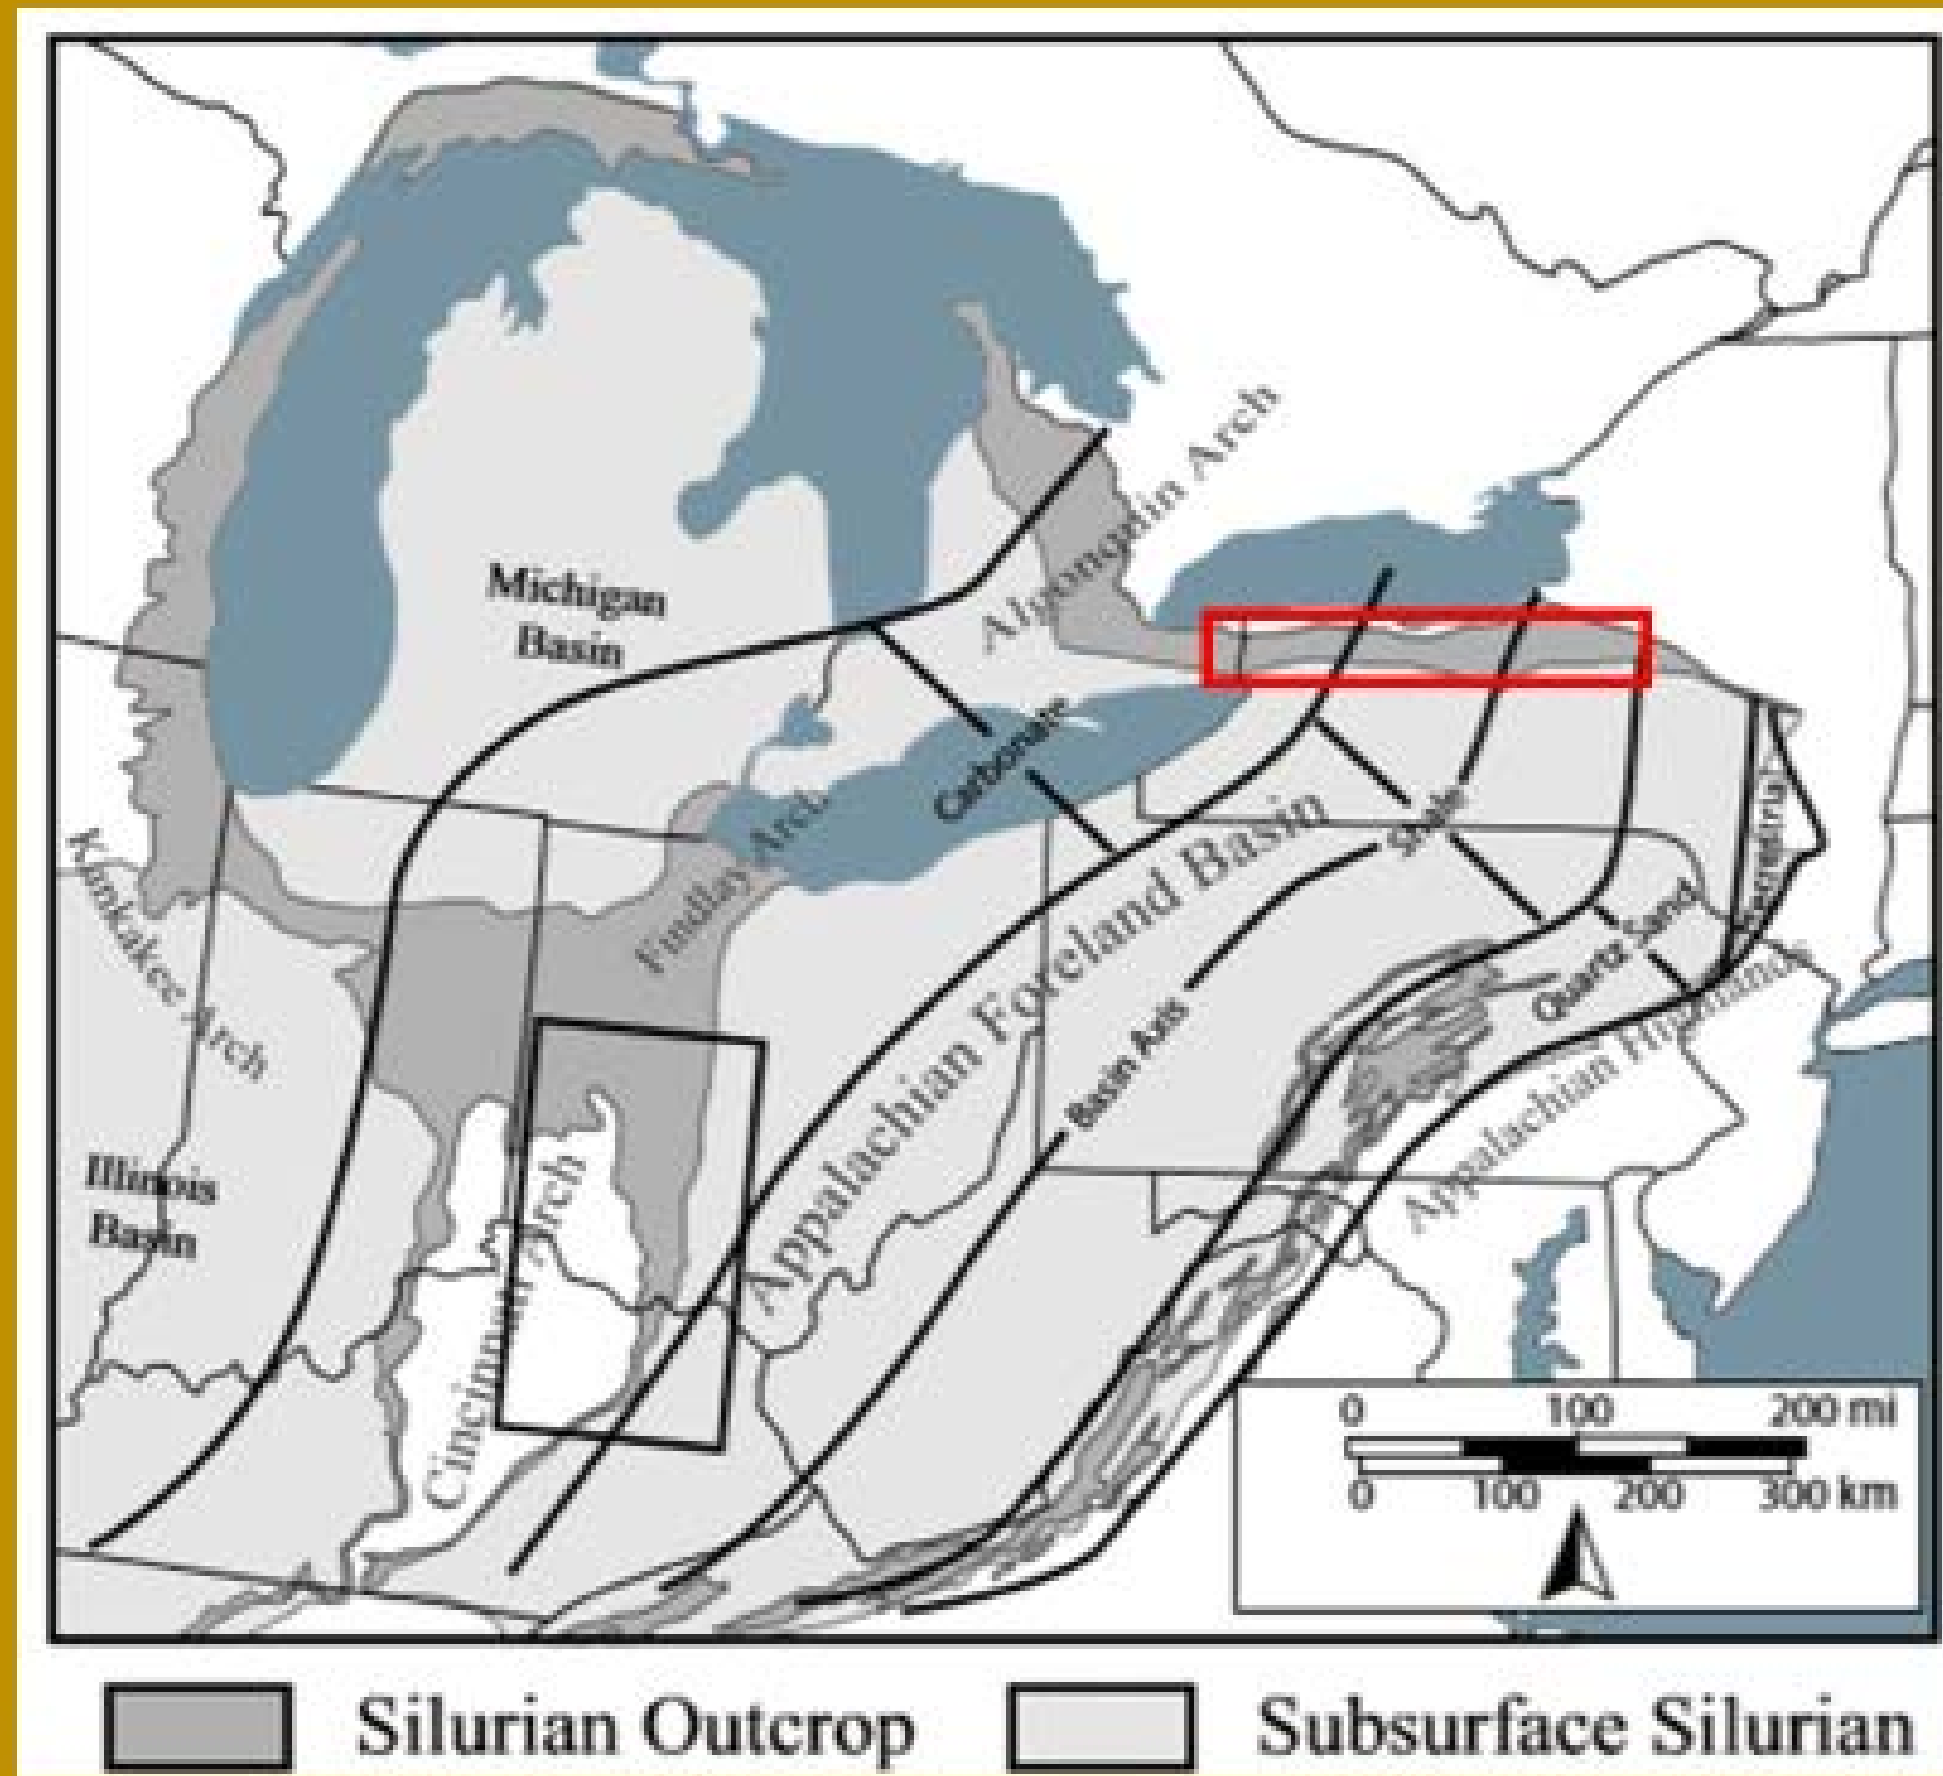 Algonquin Arch
Michigan
Basin
Carbonate
Findlay Arch
Shale
Terrestrial
Kankakee Arch
Quartz Sand
Appalachian Foreland Basin
Basin Axis
Appalachian Highlands
Illinois
Basin
Cincinnati Arch
0 100 200 mi
0 100 200 300 km
Silurian Outcrop
Subsurface Silurian